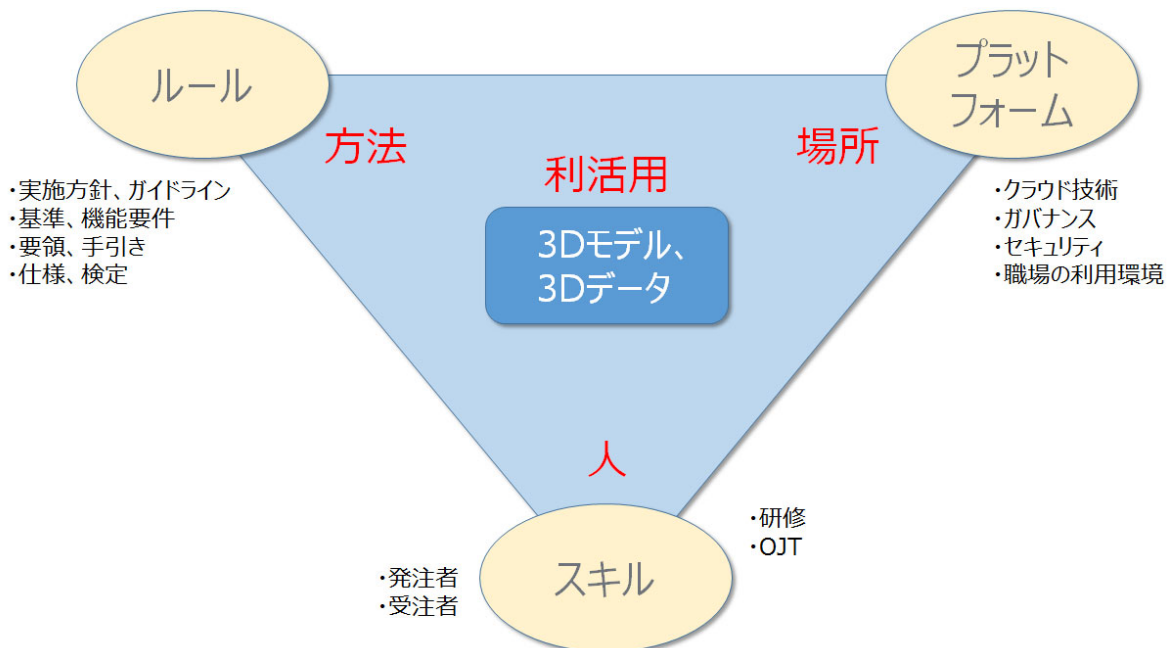 ルール
プラット
フォーム
方法
場所
利活用
3Dモデル、
3Dデータ
・実施方針、ガイドライン
・基準、機能要件
・要領、手引き
・仕様、検定
・クラウド技術
・ガバナンス
・セキュリティ
・職場の利用環境
人
スキル
・発注者
・受注者
・研修
・OJT